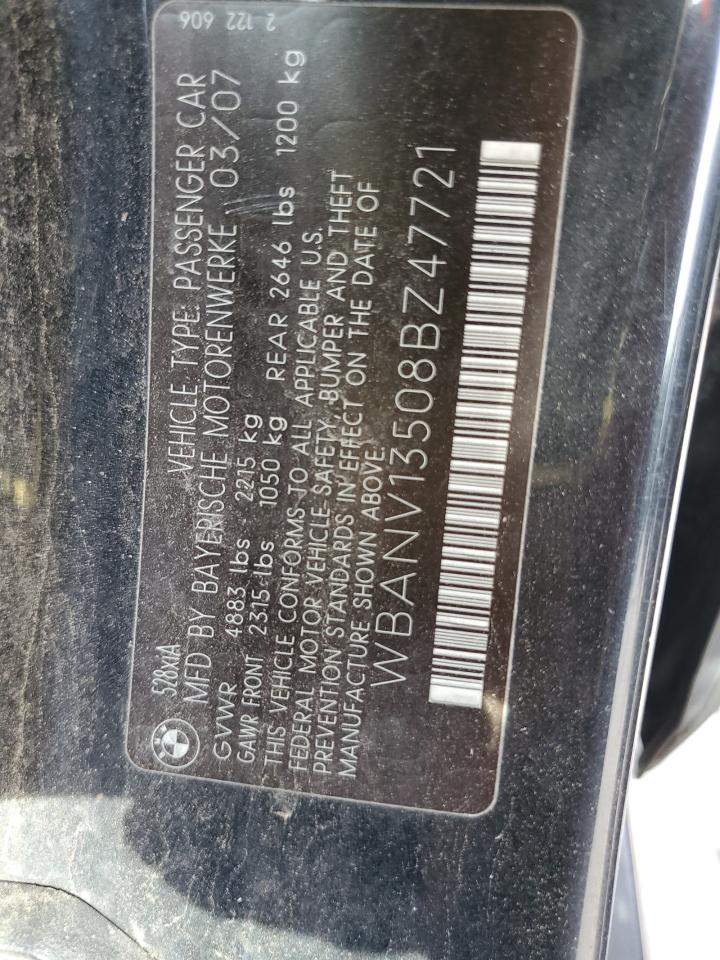 528xiA VEHICLE TYPE: PASSENGER CAR 2 122 606
MFD BY BAYERISCHE MOTORENWERKE 03/07
GVWR 4883 lbs 2215 kg
GAWR FRONT 2315 lbs 1050 kg REAR 2646 lbs 1200 kg
THIS VEHICLE CONFORMS TO ALL APPLICABLE U.S.
FEDERAL MOTOR VEHICLE SAFETY, BUMPER AND THEFT
PREVENTION STANDARDS IN EFFECT ON THE DATE OF
MANUFACTURE SHOWN ABOVE.
WBANV13508BZ47721